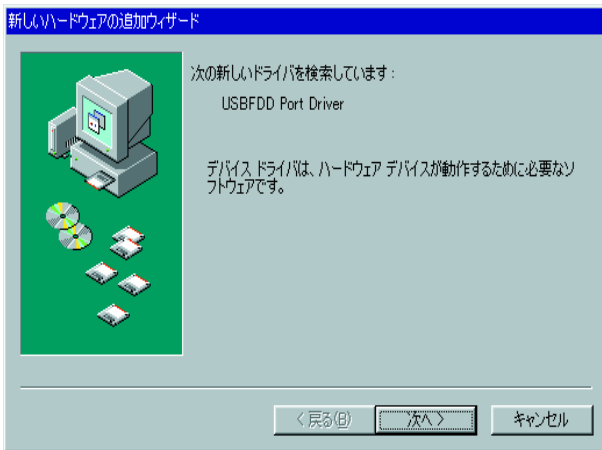 新しいハードウェアの追加ウィザード
次の新しいドライバを検索しています：
USBFDD Port Driver
デバイス ドライバは、ハードウェア デバイスが動作するために必要なソ
フトウェアです。
< 戻る(B)
次へ >
キャンセル